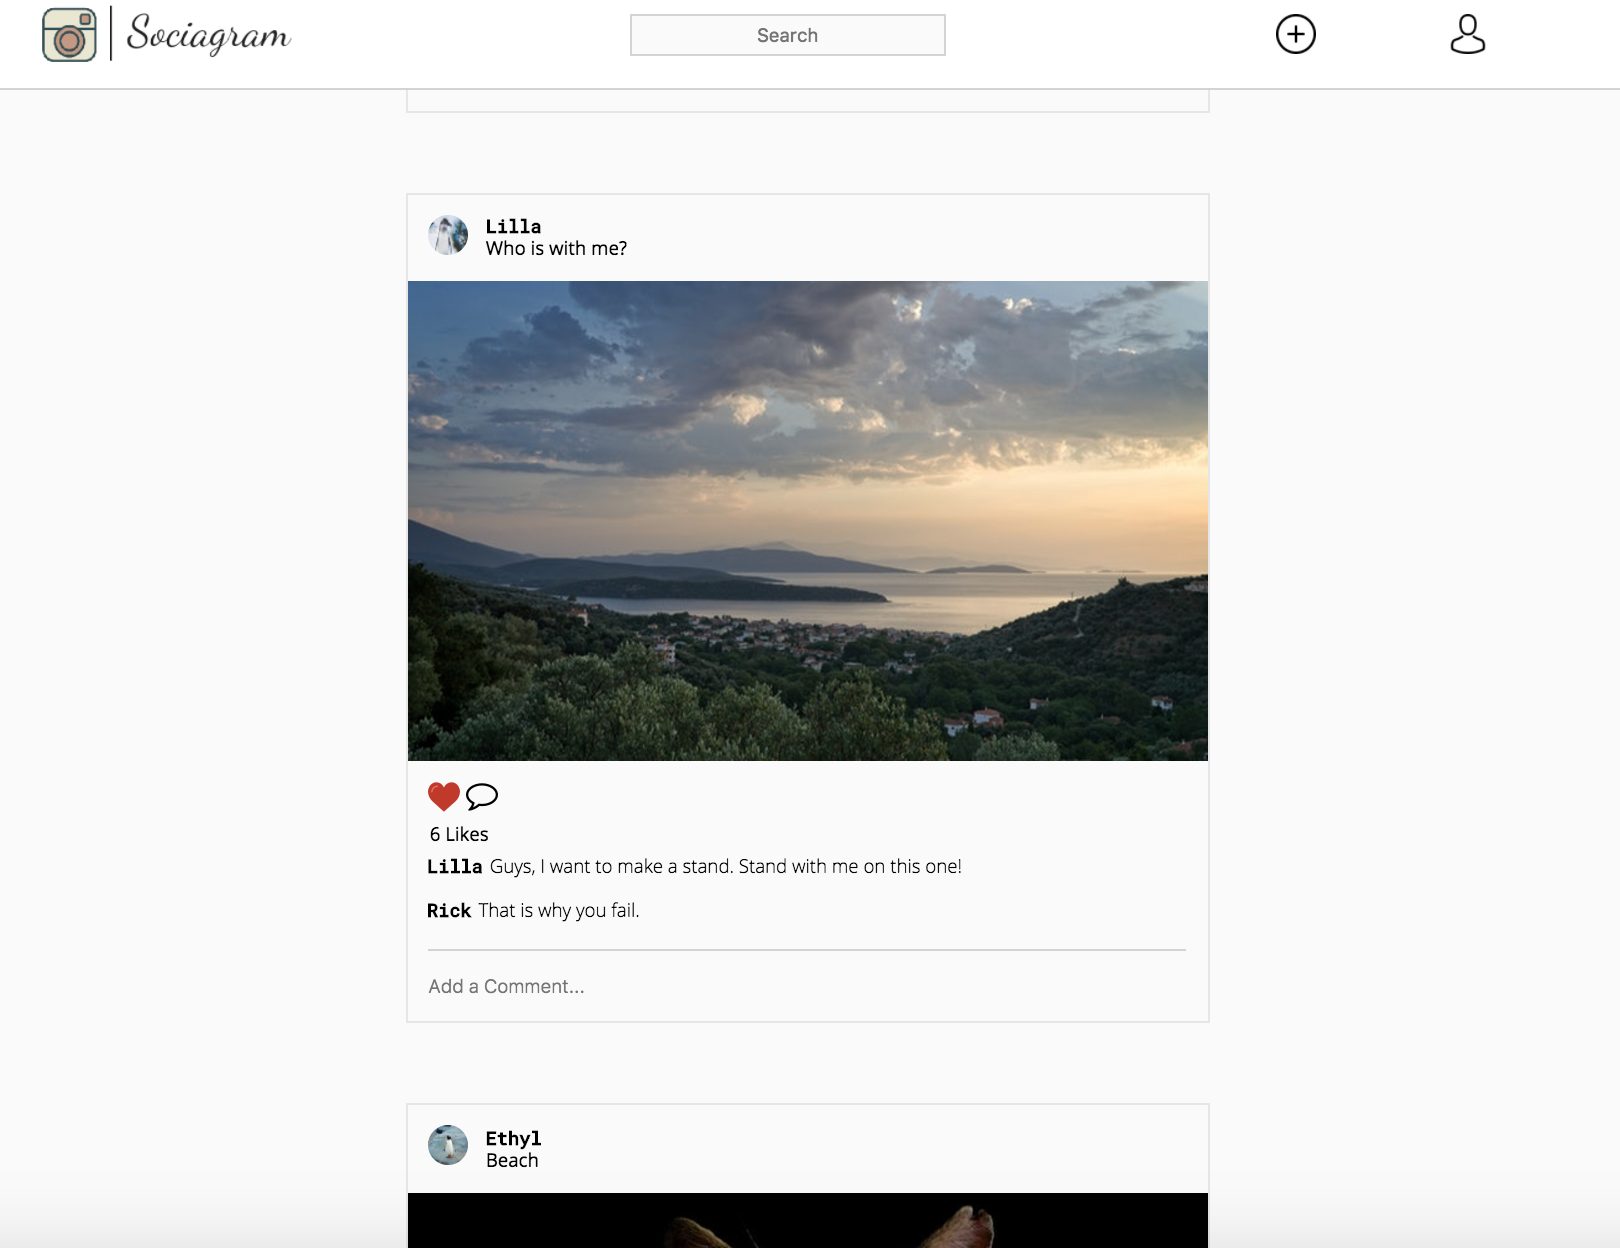 Sociagram
Search
Lilla
Who is with me?
6 Likes
Lilla Guys, I want to make a stand. Stand with me on this one!
Rick That is why you fail.
Add a Comment...
Ethyl
Beach